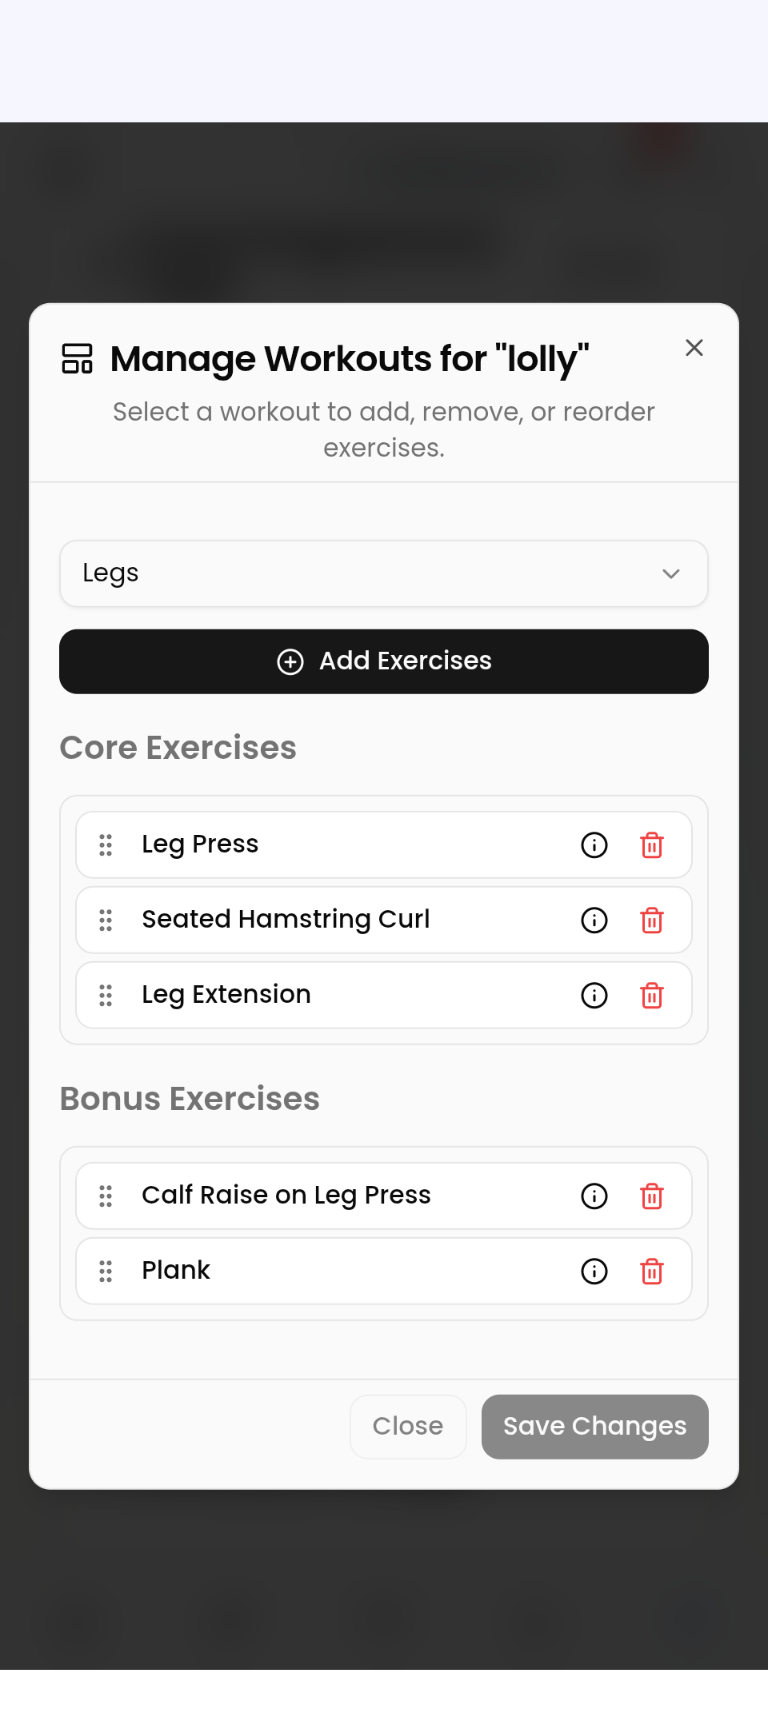 Manage Workouts for "lolly"
Select a workout to add, remove, or reorder
exercises.
Legs
Add Exercises
Core Exercises
Leg Press
Seated Hamstring Curl
Leg Extension
Bonus Exercises
Calf Raise on Leg Press
Plank
Close
Save Changes